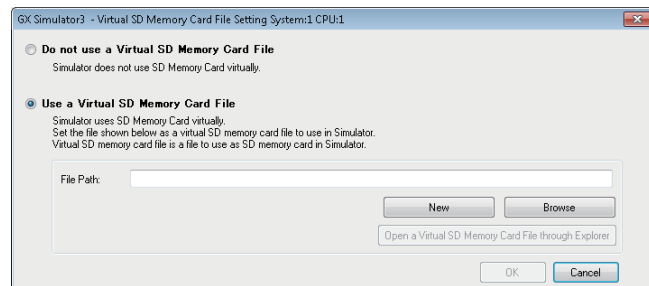 GX Simulator3 - Virtual SD Memory Card File Setting System:1 CPU:1
Do not use a Virtual SD Memory Card File
Simulator does not use SD Memory Card virtually.
Use a Virtual SD Memory Card File
Simulator uses SD Memory Card virtually.
Set the file shown below as a virtual SD memory card file to use in Simulator.
Virtual SD memory card file is a file to use as SD memory card in Simulator.
File Path:
New Browse
Open a Virtual SD Memory Card File through Explorer
OK Cancel